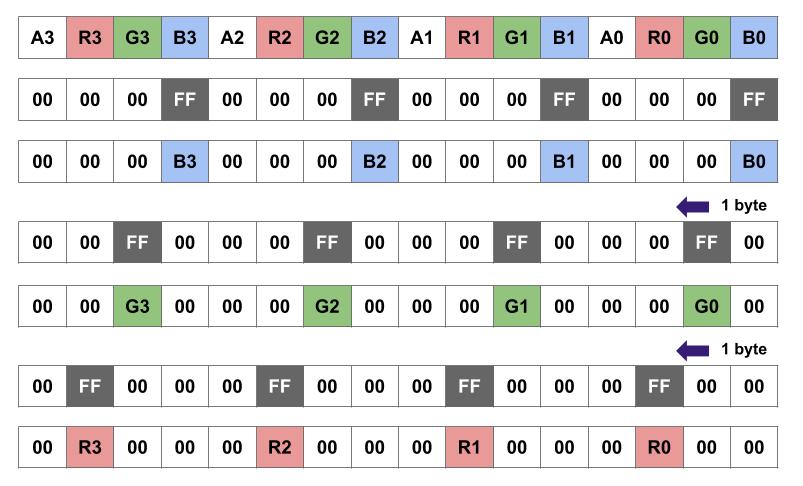 A3 R3 G3 B3 A2 R2 G2 B2 A1 R1 G1 B1 A0 R0 G0 B0
00 00 00 FF 00 00 00 FF 00 00 00 FF 00 00 00 FF
00 00 00 B3 00 00 00 B2 00 00 00 B1 00 00 00 B0
1 byte
00 00 FF 00 00 00 FF 00 00 00 FF 00 00 00 FF 00
00 00 G3 00 00 00 G2 00 00 00 G1 00 00 00 G0 00
1 byte
00 FF 00 00 00 FF 00 00 00 FF 00 00 00 FF 00 00
00 R3 00 00 00 R2 00 00 00 R1 00 00 00 R0 00 00